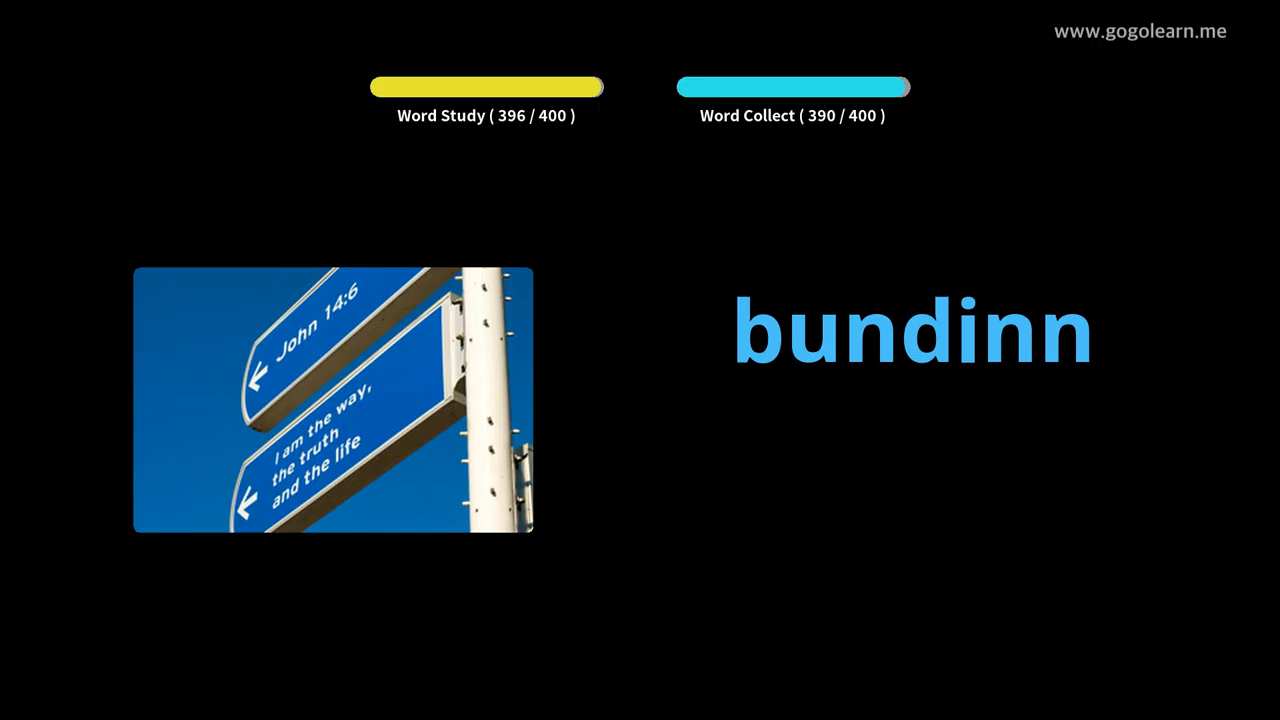 www.gogolearn.me
Word Study ( 396 / 400 )
Word Collect ( 390 / 400 )
John 14:6
I am the way,
the truth
and the life
bundinn